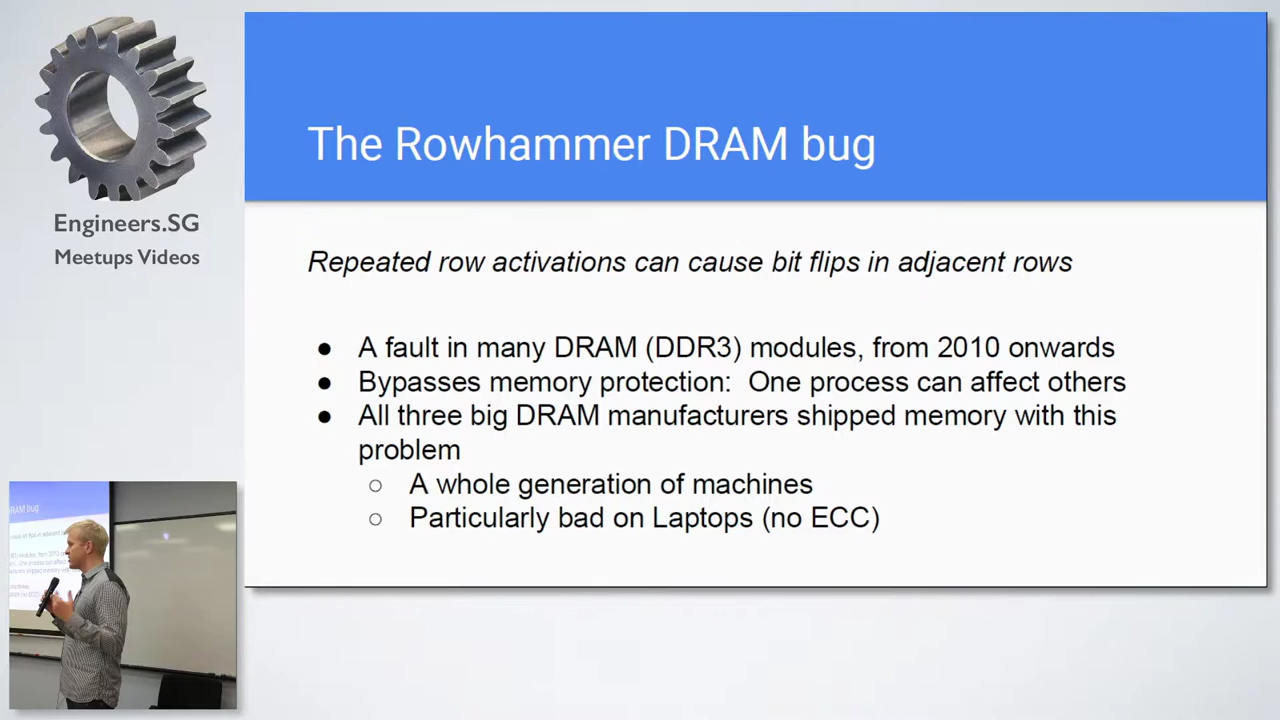 Engineers.SG
Meetups Videos
The Rowhammer DRAM bug
Repeated row activations can cause bit flips in adjacent rows
● A fault in many DRAM (DDR3) modules, from 2010 onwards
● Bypasses memory protection:  One process can affect others
● All three big DRAM manufacturers shipped memory with this
problem
○ A whole generation of machines
○ Particularly bad on Laptops (no ECC)